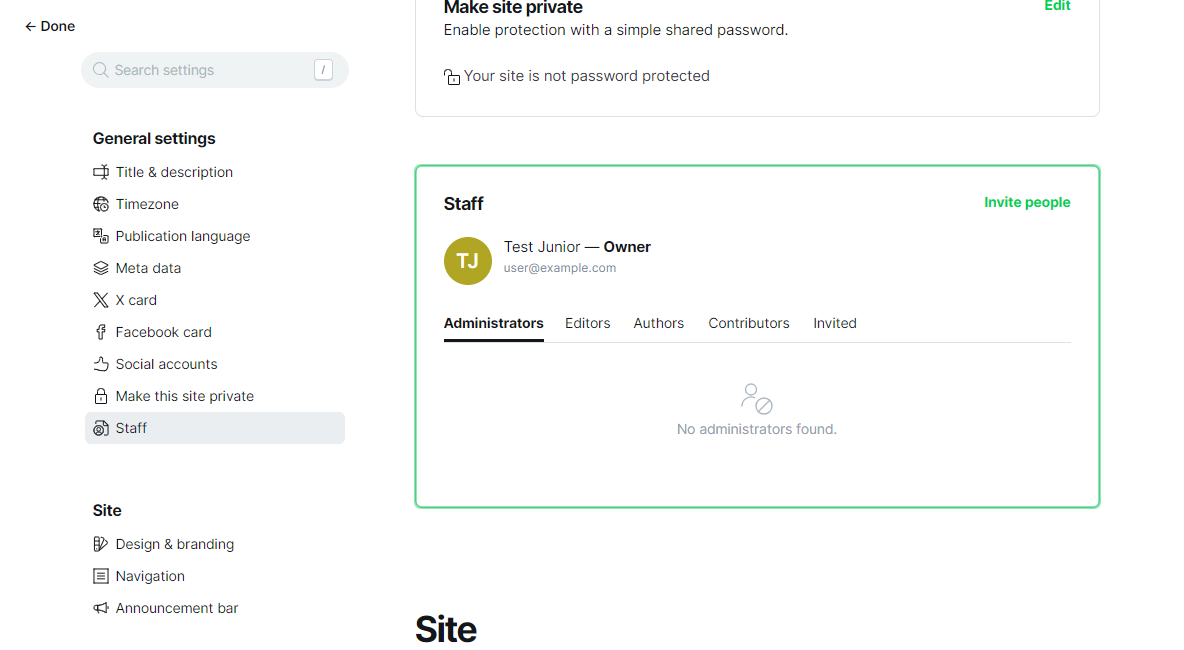 ← Done
Search settings /
General settings
Title & description
Timezone
Publication language
Meta data
X card
Facebook card
Social accounts
Make this site private
Staff
Site
Design & branding
Navigation
Announcement bar
Make site private Edit
Enable protection with a simple shared password.
Your site is not password protected
Staff Invite people
TJ
Test Junior — Owner
user@example.com
Administrators Editors Authors Contributors Invited
No administrators found.
Site